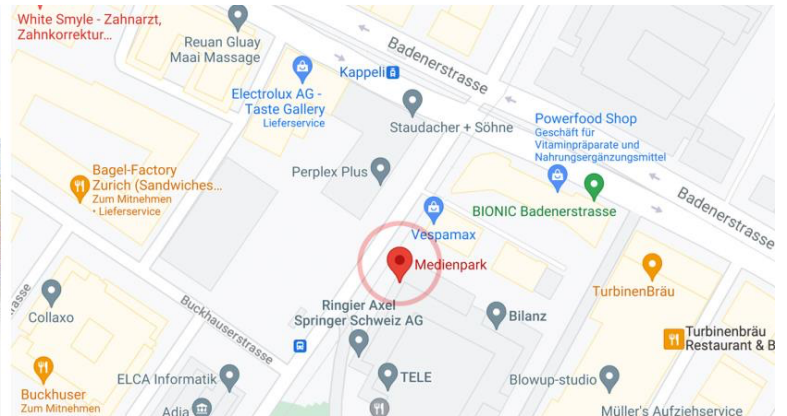 White Smyle - Zahnarzt,
Zahnkorrektur...
Reuan Gluay
Maai Massage
Badenerstrasse
Kappeli
Electrolux AG -
Taste Gallery
Lieferservice
Staudacher + Söhne
Powerfood Shop
Geschäft für
Vitaminpräparate und
Nahrungsergänzungsmittel
Bagel-Factory
Zurich (Sandwiches...
Zum Mitnehmen
• Lieferservice
Perplex Plus
Badenerstrasse
BIONIC Badenerstrasse
Vespamax
Medienpark
TurbinenBräu
asse
Collaxo
Buckhauserstrasse
Ringier Axel
Springer Schweiz AG
Bilanz
Turbinenbräu
Restaurant & B
ELCA Informatik
TELE
Blowup-studio
Buckhuser
Zum Mitnehmen
Adia
Müller's Aufziehservice